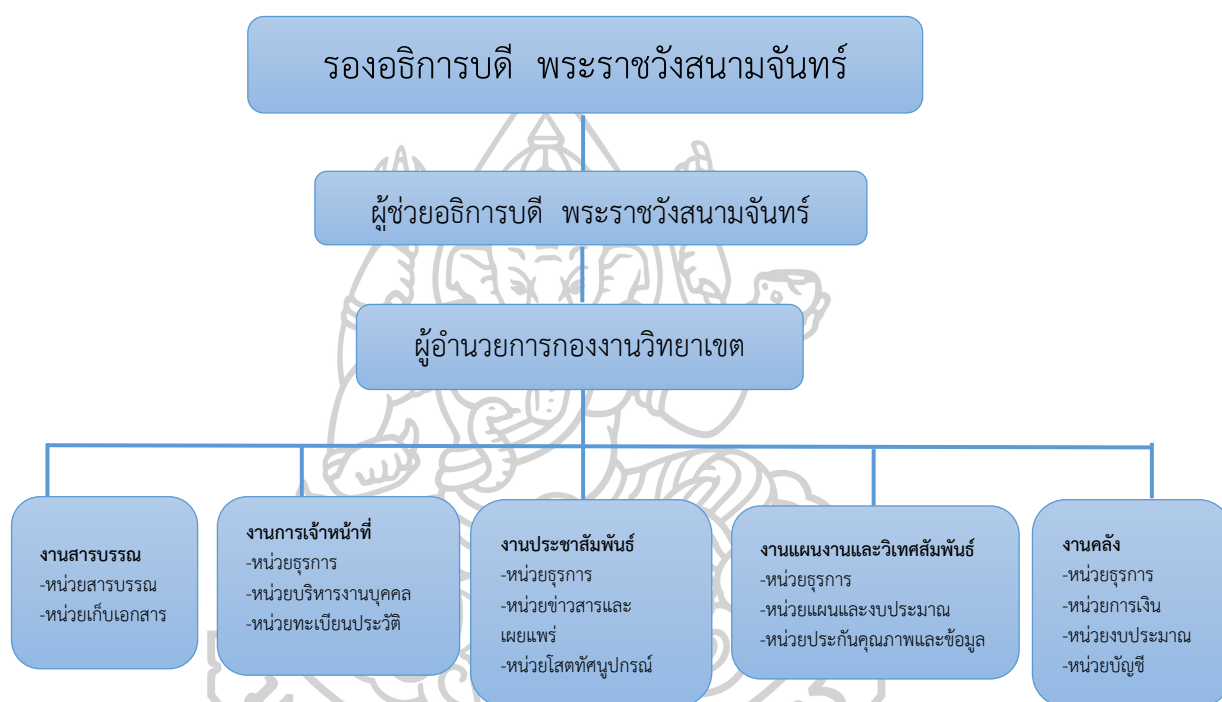 รองอธิการบดี พระราชวังสนามจันทร์
ผู้ช่วยอธิการบดี พระราชวังสนามจันทร์
ผู้อำนวยการกองงานวิทยาเขต
งานสารบรรณ
-หน่วยสารบรรณ
-หน่วยเก็บเอกสาร
งานการเจ้าหน้าที่
-หน่วยธุรการ
-หน่วยบริหารงานบุคคล
-หน่วยทะเบียนประวัติ
งานประชาสัมพันธ์
-หน่วยธุรการ
-หน่วยข่าวสารและ
เผยแพร่
-หน่วยโสตทัศนูปกรณ์
งานแผนงานและวิเทศสัมพันธ์
-หน่วยธุรการ
-หน่วยแผนและงบประมาณ
-หน่วยประกันคุณภาพและข้อมูล
งานคลัง
-หน่วยธุรการ
-หน่วยการเงิน
-หน่วยงบประมาณ
-หน่วยบัญชี